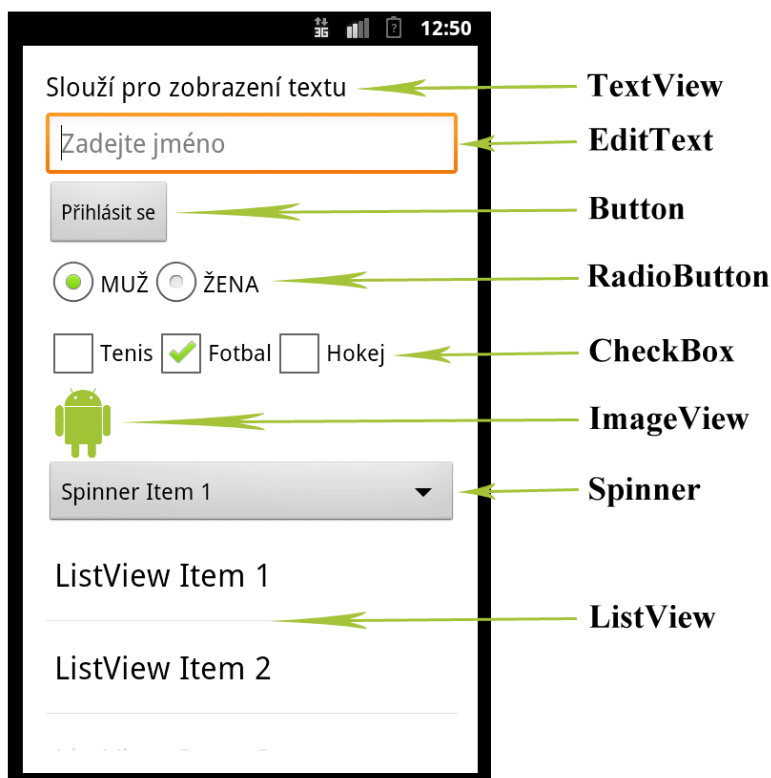 3G 12:50
Slouží pro zobrazení textu TextView
Zadejte jméno EditText
Přihlásit se Button
MUŽ ŽENA RadioButton
Tenis Fotbal Hokej CheckBox
ImageView
Spinner Item 1 Spinner
ListView Item 1
ListView
ListView Item 2